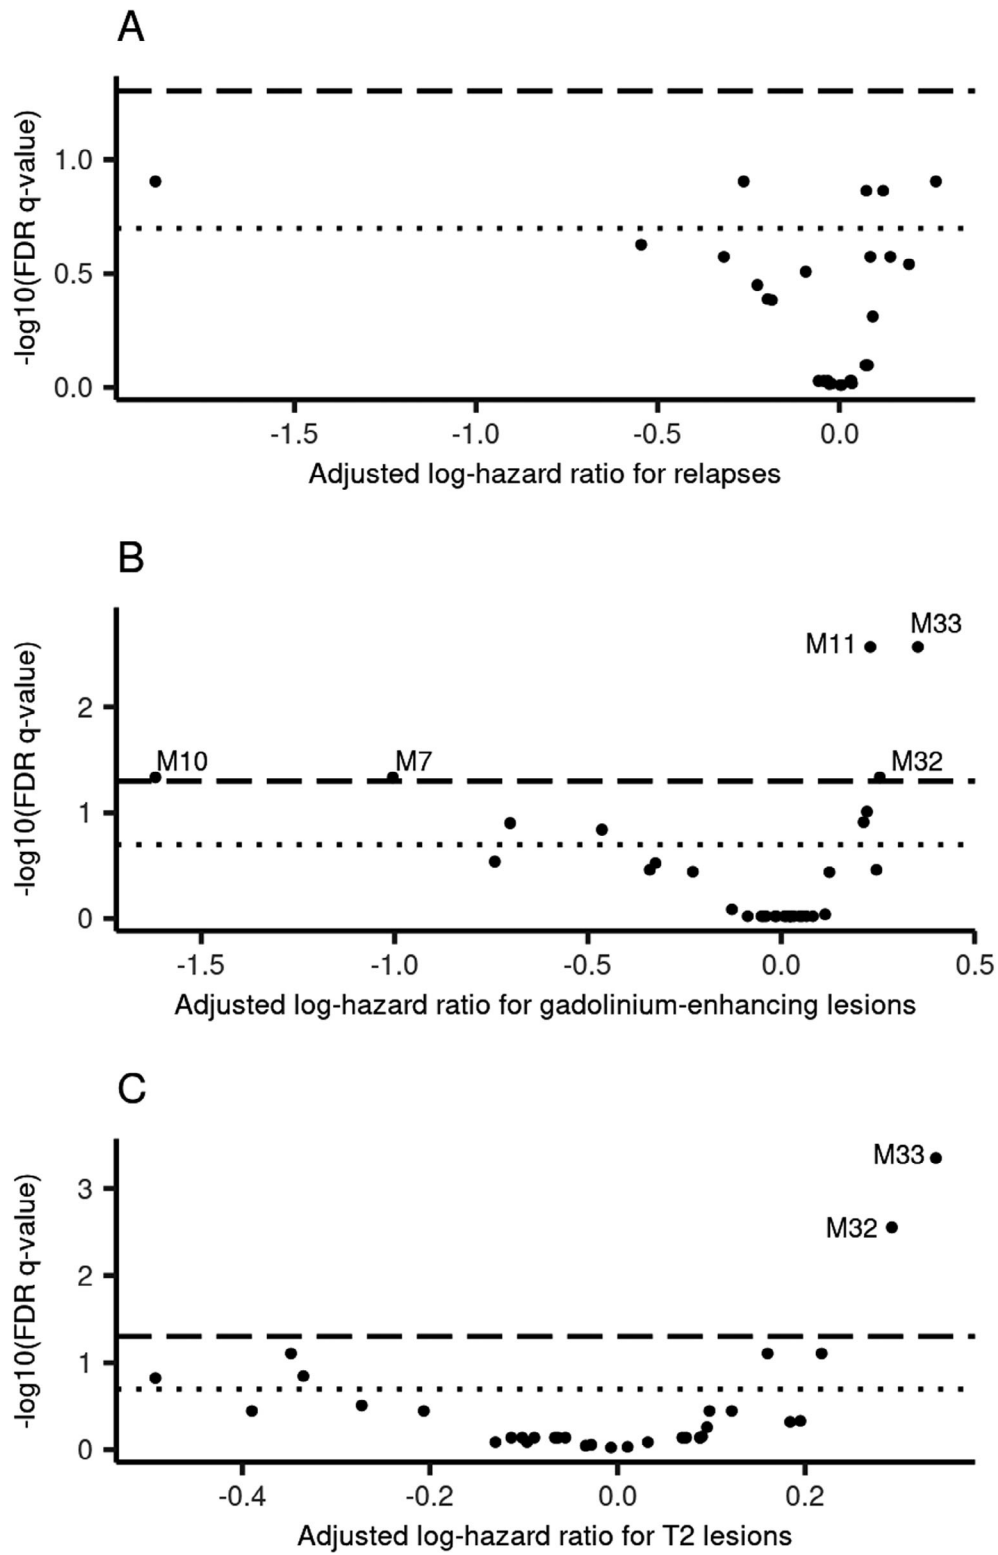 A
-log10(FDR q-value)
1.0
0.5
0.0
-1.5 -1.0 -0.5 0.0
Adjusted log-hazard ratio for relapses
B
-log10(FDR q-value)
M33
M11
2
M10 M7 M32
1
0
-1.5 -1.0 -0.5 0.0 0.5
Adjusted log-hazard ratio for gadolinium-enhancing lesions
C
-log10(FDR q-value)
M33
3
M32
2
1
0
-0.4 -0.2 0.0 0.2
Adjusted log-hazard ratio for T2 lesions